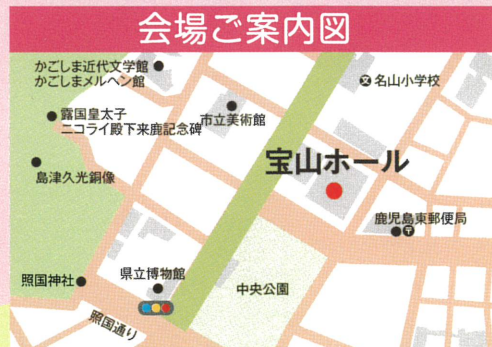 会場ご案内図
かごしま近代文学館
かごしまメルヘン館
文 名山小学校
露国皇太子
ニコライ殿下来鹿記念碑
市立美術館
宝山ホール
島津久光銅像
鹿児島東郵便局
〒
照国神社
県立博物館
中央公園
照国通り